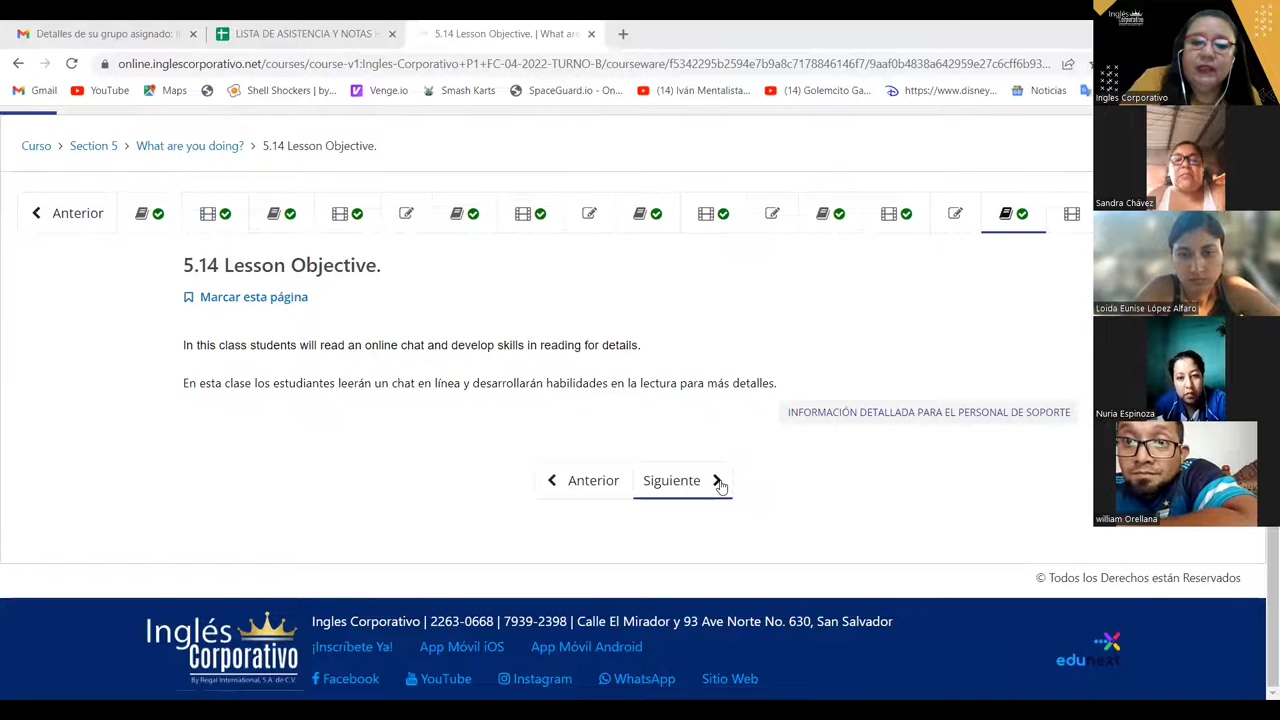 Detalles de su grupo asignado: I
LISTA DE ASISTENCIA Y NOTAS
5.14 Lesson Objective. | What are
online.inglescorporativo.net/courses/course-v1:Ingles-Corporativo+P1+FC-04-2022-TURNO-B/courseware/f5342295b2594e7b9a8c7178846146f7/9aaf0b4838a642959e27c6cff6b93...
Gmail
YouTube
Maps
Shell Shockers | by...
Venge.io
Smash Karts
SpaceGuard.io - On...
(14) Iván Mentalista...
(14) Golemcito Ga...
https://www.disney...
Noticias
Curso > Section 5 > What are you doing? > 5.14 Lesson Objective.
Anterior
5.14 Lesson Objective.
Marcar esta página
In this class students will read an online chat and develop skills in reading for details.
En esta clase los estudiantes leerán un chat en línea y desarrollarán habilidades en la lectura para más detalles.
INFORMACIÓN DETALLADA PARA EL PERSONAL DE SOPORTE
Anterior
Siguiente
© Todos los Derechos están Reservados
Inglés
Corporativo
By Regal International, S.A. de C.V.
Ingles Corporativo | 2263-0668 | 7939-2398 | Calle El Mirador y 93 Ave Norte No. 630, San Salvador
¡Inscríbete Ya!
App Móvil iOS
App Móvil Android
Facebook
YouTube
Instagram
WhatsApp
Sitio Web
edunext
Inglés
Corporativo
Ingles Corporativo
Sandra Chávez
Loida Eunise López Alfaro
Nuria Espinoza
william Orellana